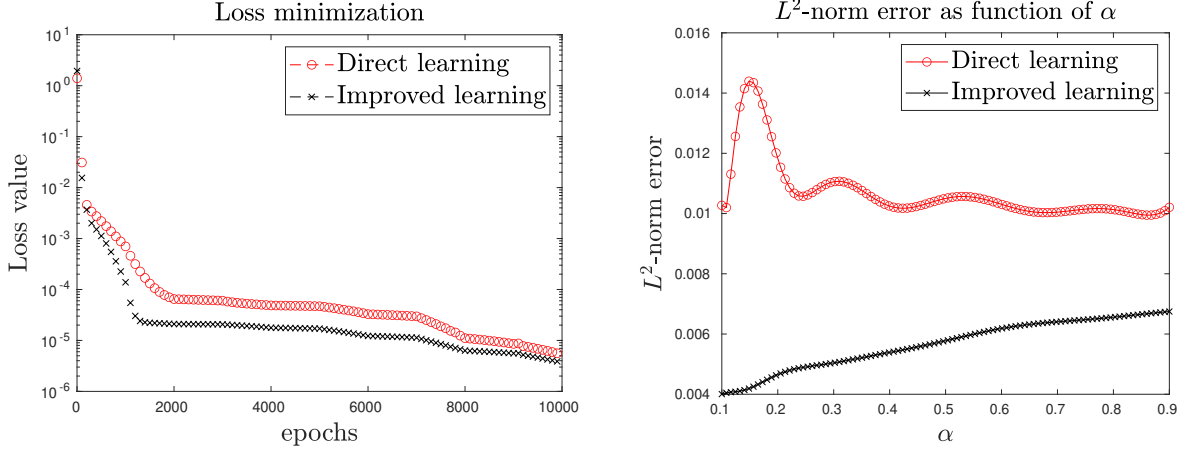 Loss minimization
10^1
10^0
10^-1
10^-2
10^-3
10^-4
10^-5
10^-6
Loss value
0 2000 4000 6000 8000 10000
epochs
Direct learning
Improved learning
L^2-norm error as function of α
0.016
0.014
0.012
0.01
0.008
0.006
0.004
L^2-norm error
0.1 0.2 0.3 0.4 0.5 0.6 0.7 0.8 0.9
α
Direct learning
Improved learning